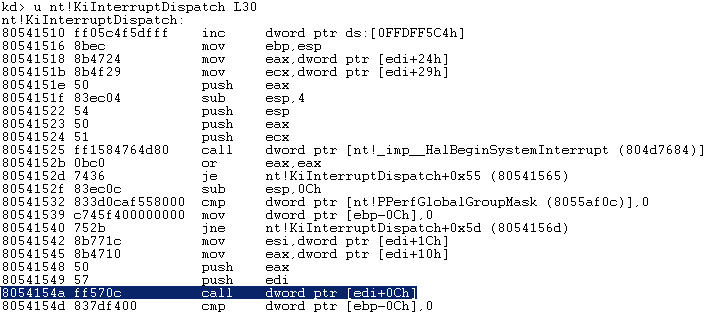 kd> u nt!KiInterruptDispatch L30
nt!KiInterruptDispatch:
80541510 ff05c4f5dfff inc dword ptr ds:[0FFDFF5C4h]
80541516 8bec mov ebp,esp
80541518 8b4724 mov eax,dword ptr [edi+24h]
8054151b 8b4f29 mov ecx,dword ptr [edi+29h]
8054151e 50 push eax
8054151f 83ec04 sub esp,4
80541522 54 push esp
80541523 50 push eax
80541524 51 push ecx
80541525 ff1584764d80 call dword ptr [nt!_imp__HalBeginSystemInterrupt (804d7684)]
8054152b 0bc0 or eax,eax
8054152d 7436 je nt!KiInterruptDispatch+0x55 (80541565)
8054152f 83ec0c sub esp,0Ch
80541532 833d0caf558000 cmp dword ptr [nt!PPerfGlobalGroupMask (8055af0c)],0
80541539 c745f400000000 mov dword ptr [ebp-0Ch],0
80541540 752b jne nt!KiInterruptDispatch+0x5d (8054156d)
80541542 8b771c mov esi,dword ptr [edi+1Ch]
80541545 8b4710 mov eax,dword ptr [edi+10h]
80541548 50 push eax
80541549 57 push edi
8054154a ff570c call dword ptr [edi+0Ch]
8054154d 837df400 cmp dword ptr [ebp-0Ch],0